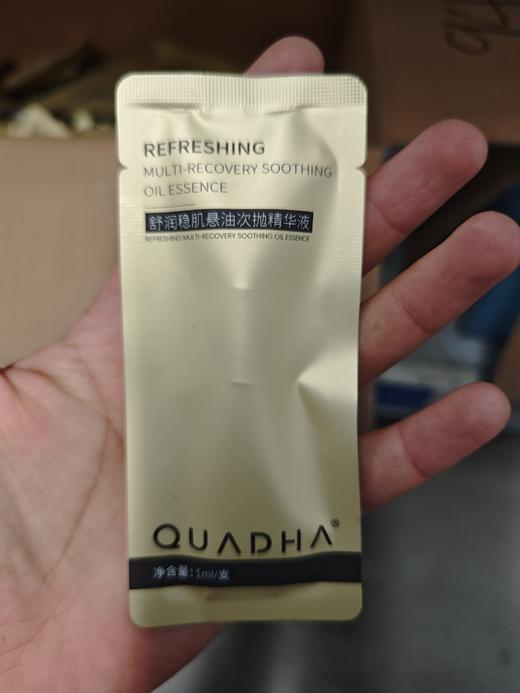 REFRESHING
MULTI-RECOVERY SOOTHING
OIL ESSENCE
舒润稳肌悬油次抛精华液
REFRESHING MULTI-RECOVERY SOOTHING OIL ESSENCE
QUADHA®
净含量:1ml/支